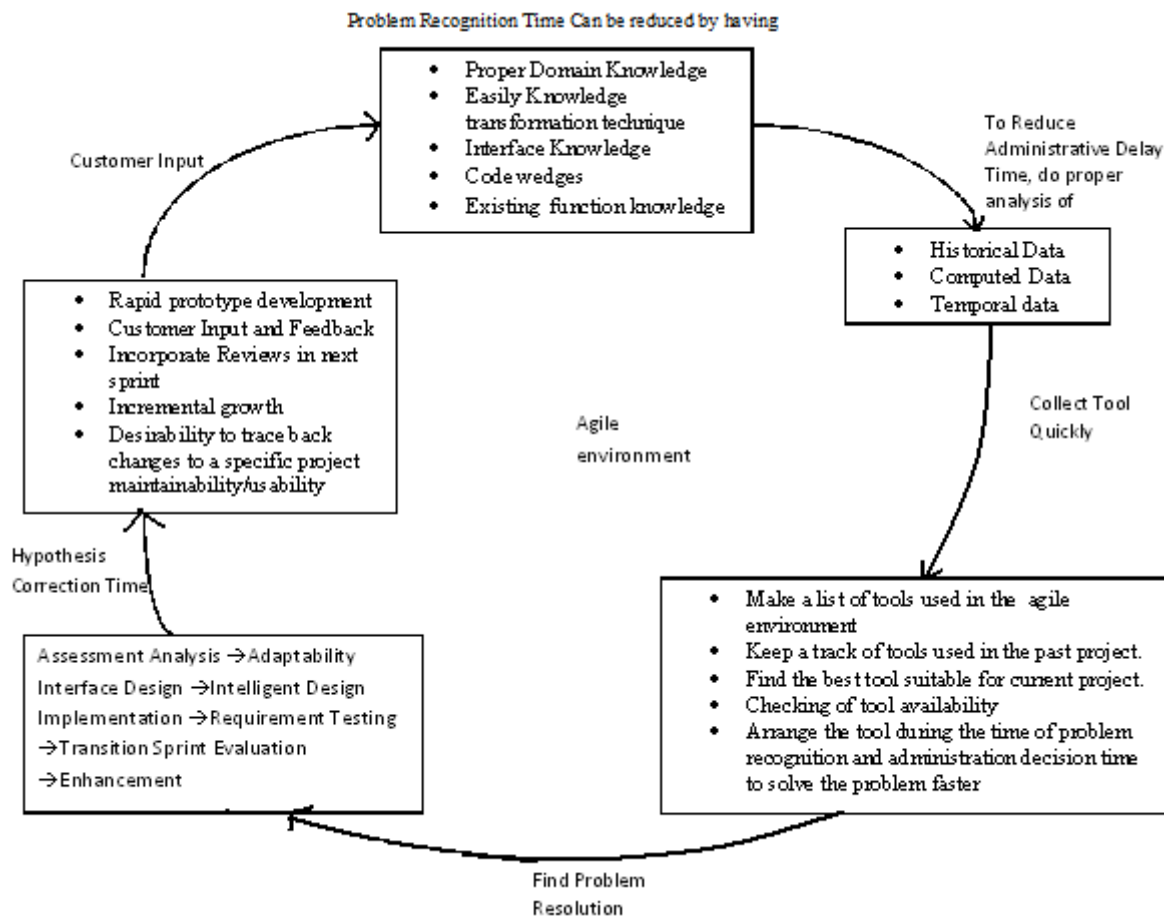 Problem Recognition Time Can be reduced by having
• Proper Domain Knowledge
• Easily Knowledge
transformation technique
• Interface Knowledge
• Code wedges
• Existing function knowledge
Customer Input
To Reduce
Administrative Delay
Time, do proper
analysis of
• Historical Data
• Computed Data
• Temporal data
• Rapid prototype development
• Customer Input and Feedback
• Incorporate Reviews in next
sprint
• Incremental growth
• Desirability to trace back
changes to a specific project
maintainability/usability
Agile
environment
Collect Tool
Quickly
Hypothesis
Correction Time
• Make a list of tools used in the agile
environment
• Keep a track of tools used in the past project.
• Find the best tool suitable for current project.
• Checking of tool availability
• Arrange the tool during the time of problem
recognition and administration decision time
to solve the problem faster
Assessment Analysis →Adaptability
Interface Design →Intelligent Design
Implementation →Requirement Testing
→Transition Sprint Evaluation
→Enhancement
Find Problem
Resolution